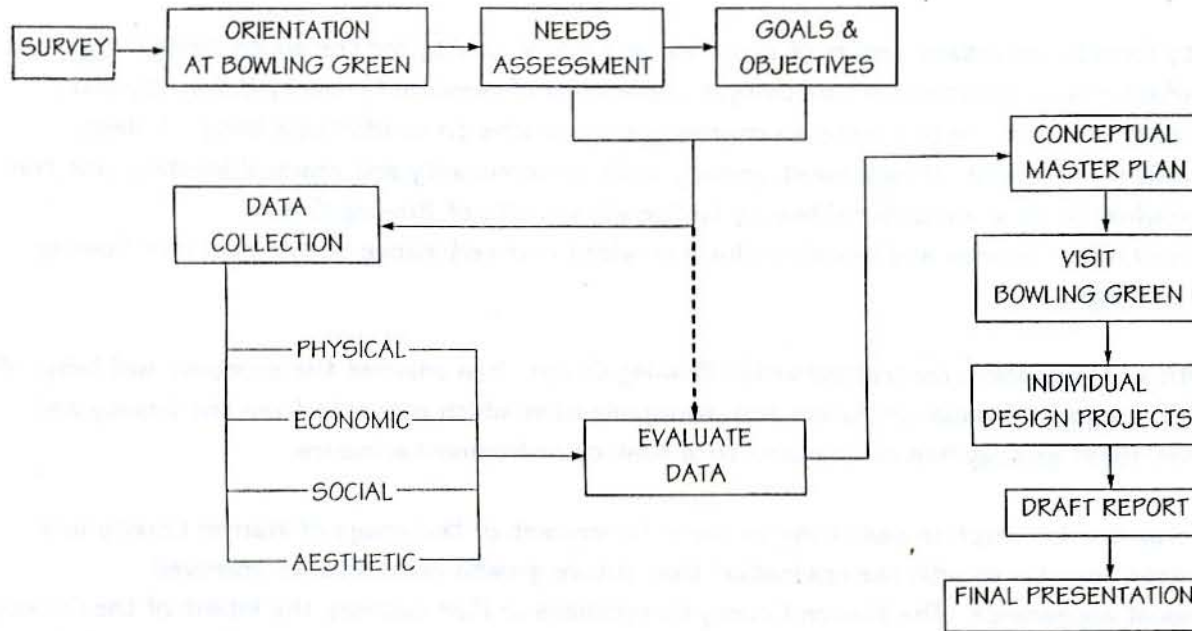 SURVEY
ORIENTATION
AT BOWLING GREEN
NEEDS
ASSESSMENT
GOALS &
OBJECTIVES
CONCEPTUAL
MASTER PLAN
DATA
COLLECTION
VISIT
BOWLING GREEN
PHYSICAL
ECONOMIC
SOCIAL
AESTHETIC
EVALUATE
DATA
INDIVIDUAL
DESIGN PROJECTS
DRAFT REPORT
FINAL PRESENTATION